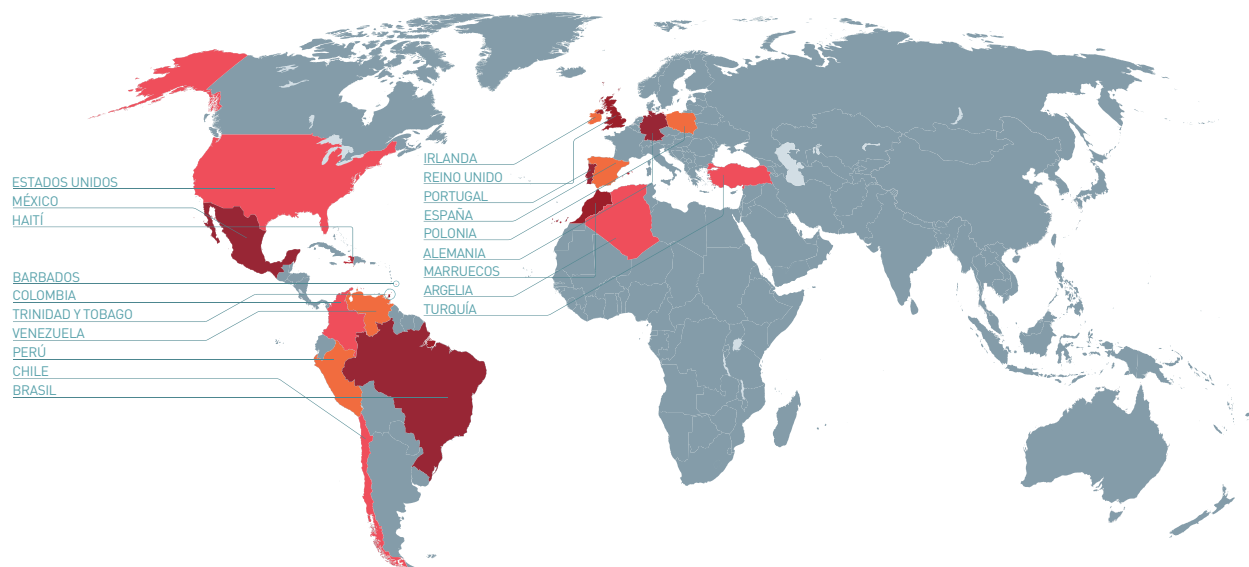 ESTADOS UNIDOS
MÉXICO
HAITÍ
BARBADOS
COLOMBIA
TRINIDAD Y TOBAGO
VENEZUELA
PERÚ
CHILE
BRASIL
IRLANDA
REINO UNIDO
PORTUGAL
ESPAÑA
POLONIA
ALEMANIA
MARRUECOS
ARGELIA
TURQUÍA